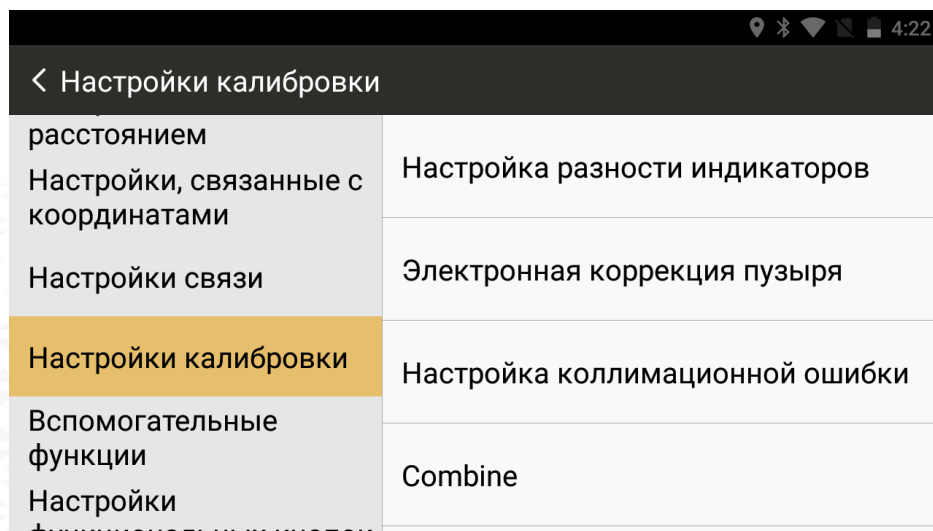 4:22
Настройки калибровки
расстоянием
Настройки, связанные с
координатами
Настройки связи
Настройки калибровки
Вспомогательные
функции
Настройки
Настройка разности индикаторов
Электронная коррекция пузыря
Настройка коллимационной ошибки
Combine